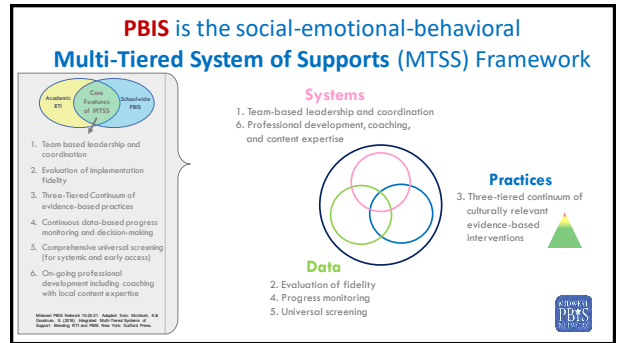 PBIS is the social-emotional-behavioral
Multi-Tiered System of Supports (MTSS) Framework
Academic
RTI
Core
Features
of MTSS
Schoolwide
PBIS
1. Team based leadership and
coordination
2. Evaluation of implementation
fidelity
3. Three-Tiered Continuum of
evidence-based practices
4. Continuous data-based progress
monitoring and decision-making
5. Comprehensive universal screening
(for systemic and early access)
6. On-going professional
development including coaching
with local content expertise
Midwest PBIS Network 10-22-21. Adapted from: McIntosh, K.&
Goodman, S. (2016). Integrated Multi-Tiered Systems of
Support: Blending RTI and PBIS. New York: Guilford Press.
Systems
1. Team-based leadership and coordination
6. Professional development, coaching,
and content expertise
Practices
3. Three-tiered continuum of
culturally relevant
evidence-based
interventions
Data
2. Evaluation of fidelity
4. Progress monitoring
5. Universal screening
MIDWEST
PBIS
NETWORK